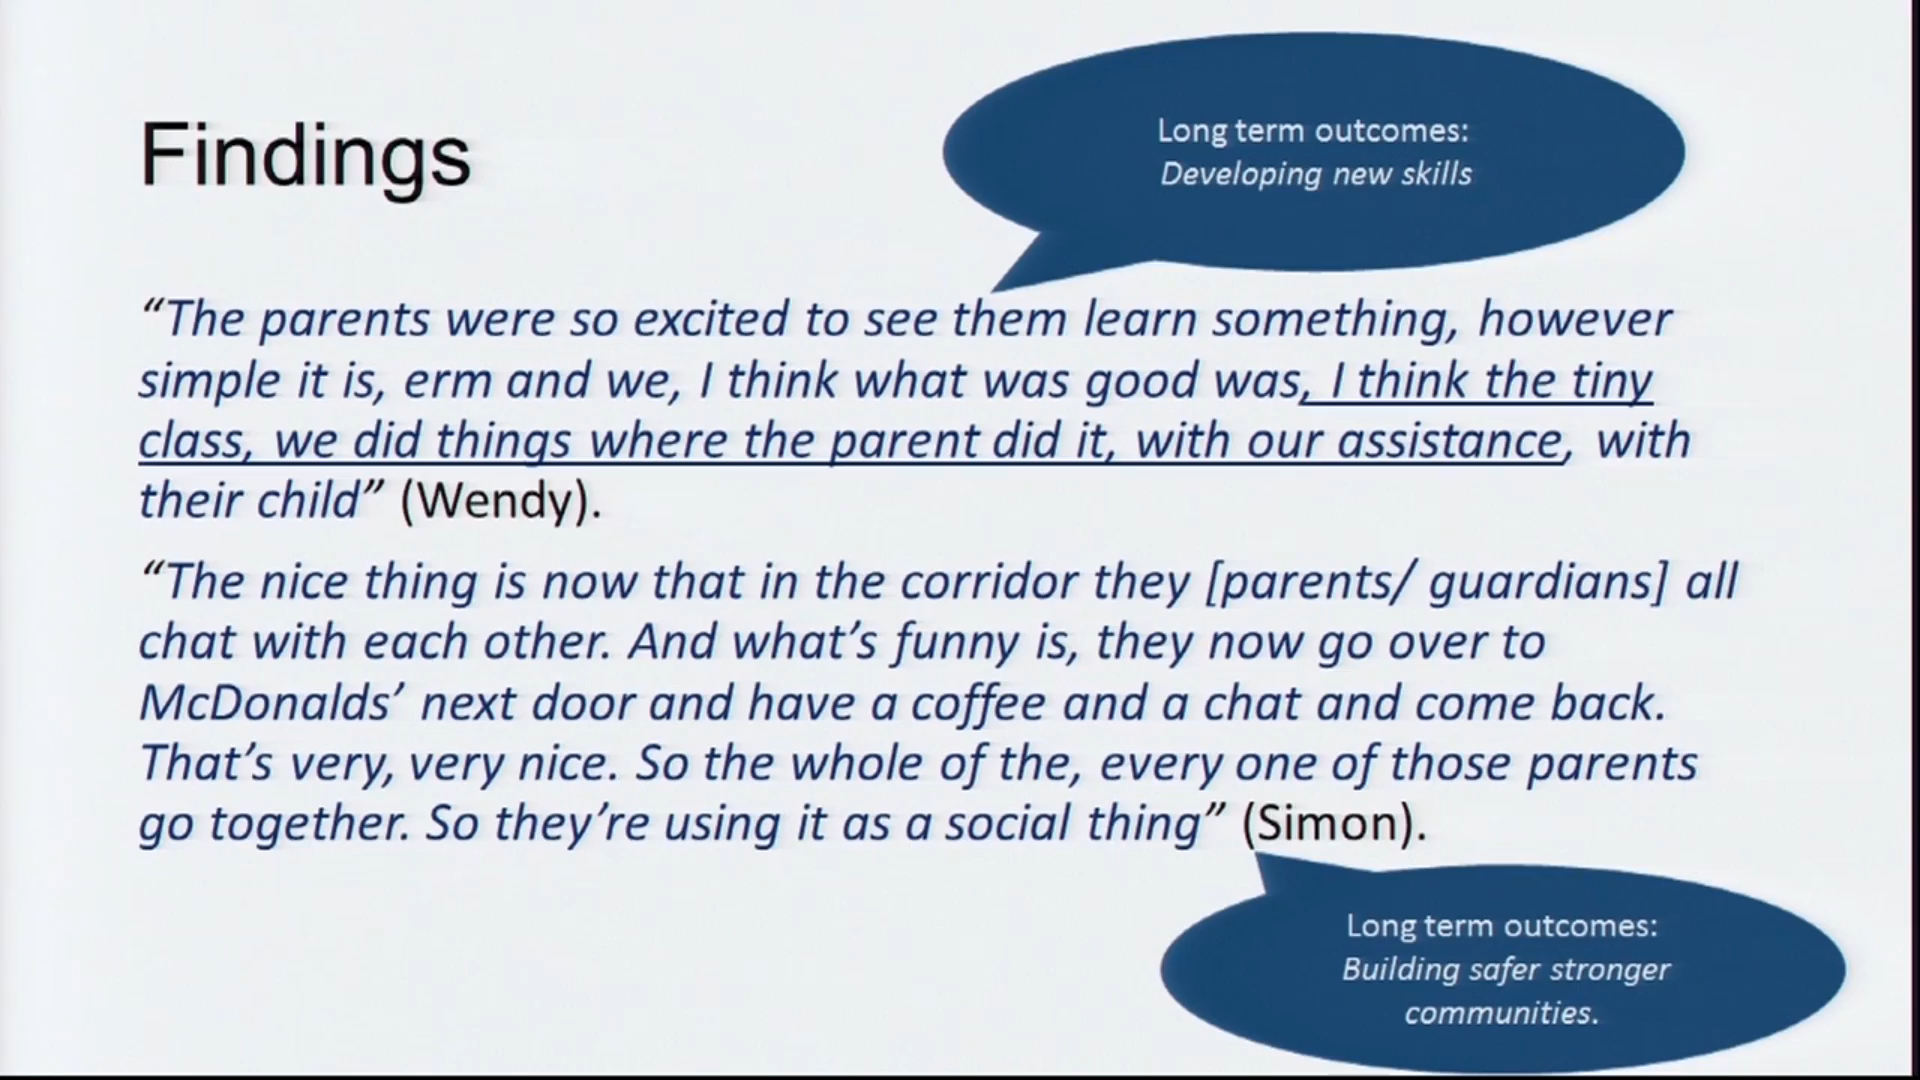 Findings
Long term outcomes:
Developing new skills
“The parents were so excited to see them learn something, however
simple it is, erm and we, I think what was good was, I think the tiny
class, we did things where the parent did it, with our assistance, with
their child” (Wendy).
“The nice thing is now that in the corridor they [parents/ guardians] all
chat with each other. And what’s funny is, they now go over to
McDonalds’ next door and have a coffee and a chat and come back.
That’s very, very nice. So the whole of the, every one of those parents
go together. So they’re using it as a social thing” (Simon).
Long term outcomes:
Building safer stronger
communities.